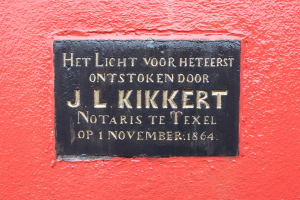 HET LICHT VOOR HET EERST
ONTSTOKEN DOOR
J. L. KIKKERT
NOTARIS TE TEXEL
OP 1 NOVEMBER: 1864.